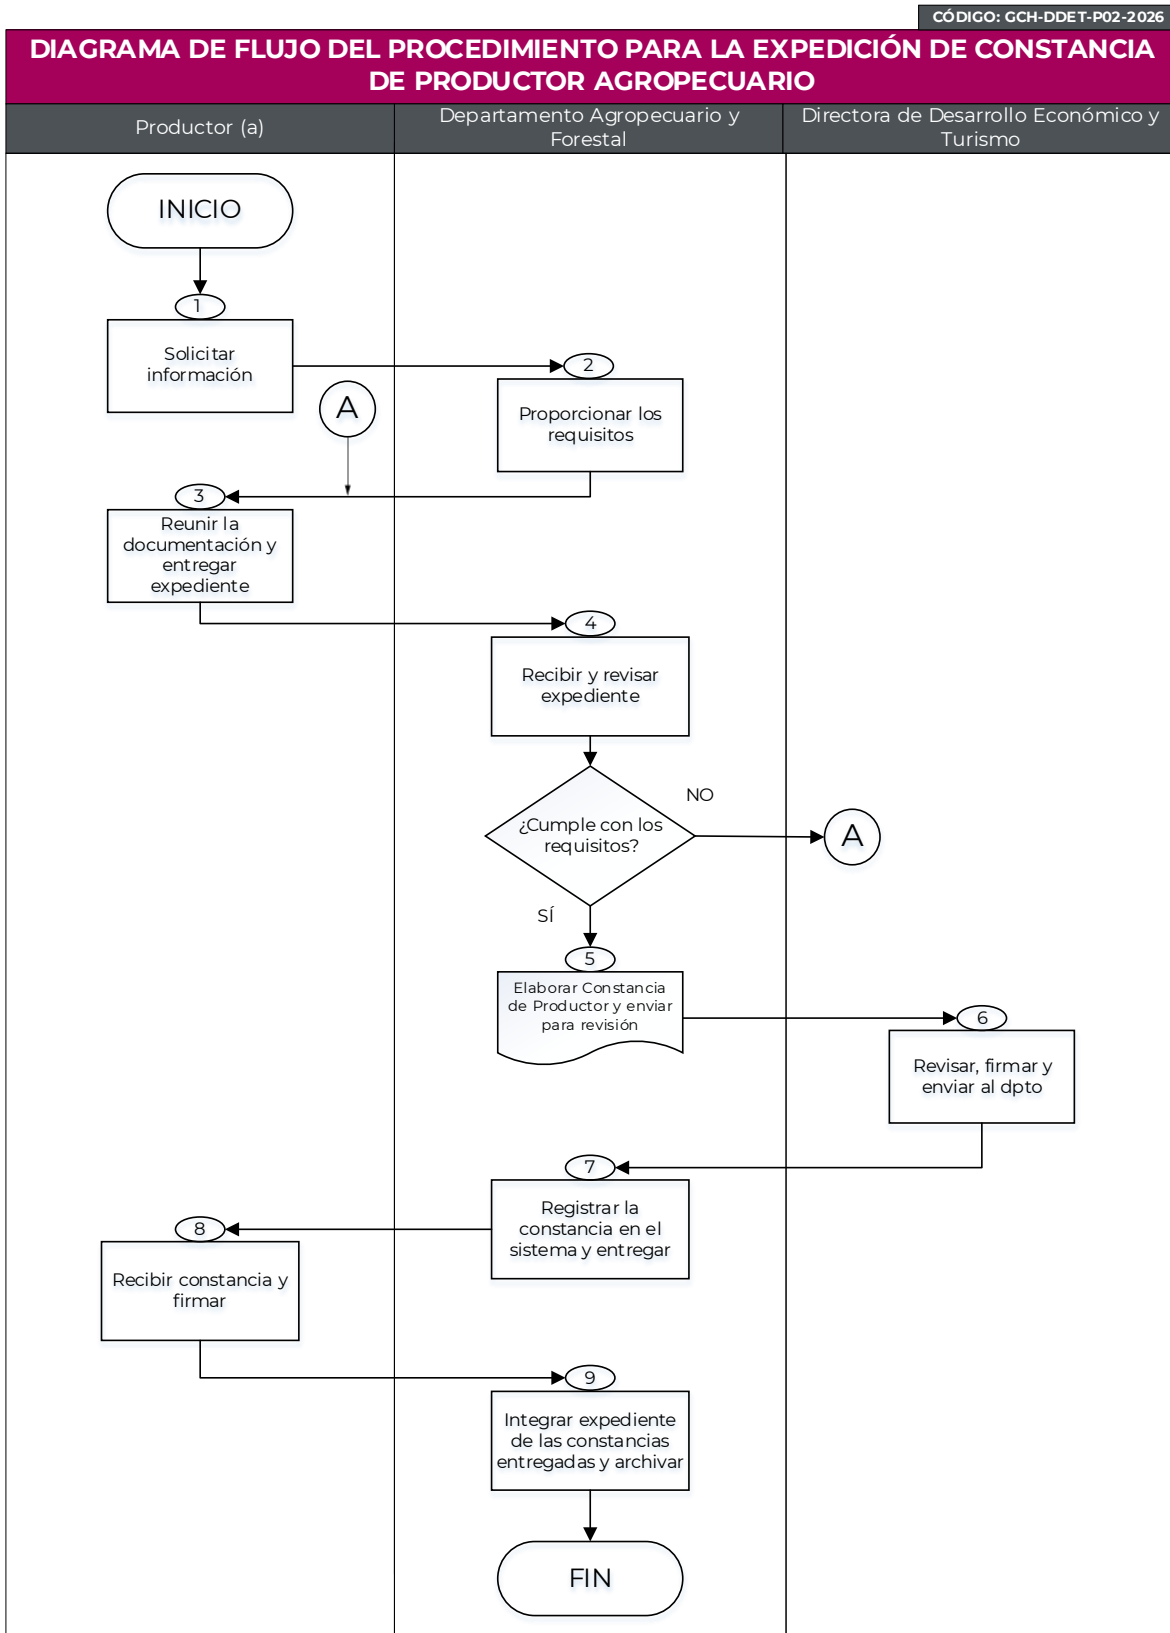 CÓDIGO: GCH-DDET-P02-2026
DIAGRAMA DE FLUJO DEL PROCEDIMIENTO PARA LA EXPEDICIÓN DE CONSTANCIA
DE PRODUCTOR AGROPECUARIO
Productor (a)
Departamento Agropecuario y
Forestal
Directora de Desarrollo Económico y
Turismo
INICIO
1
Solicitar
información
2
Proporcionar los
requisitos
A
3
Reunir la
documentación y
entregar
expediente
4
Recibir y revisar
expediente
¿Cumple con los
requisitos?
NO
A
SÍ
5
Elaborar Constancia
de Productor y enviar
para revisión
6
Revisar, firmar y
enviar al dpto
7
Registrar la
constancia en el
sistema y entregar
8
Recibir constancia y
firmar
9
Integrar expediente
de las constancias
entregadas y archivar
FIN